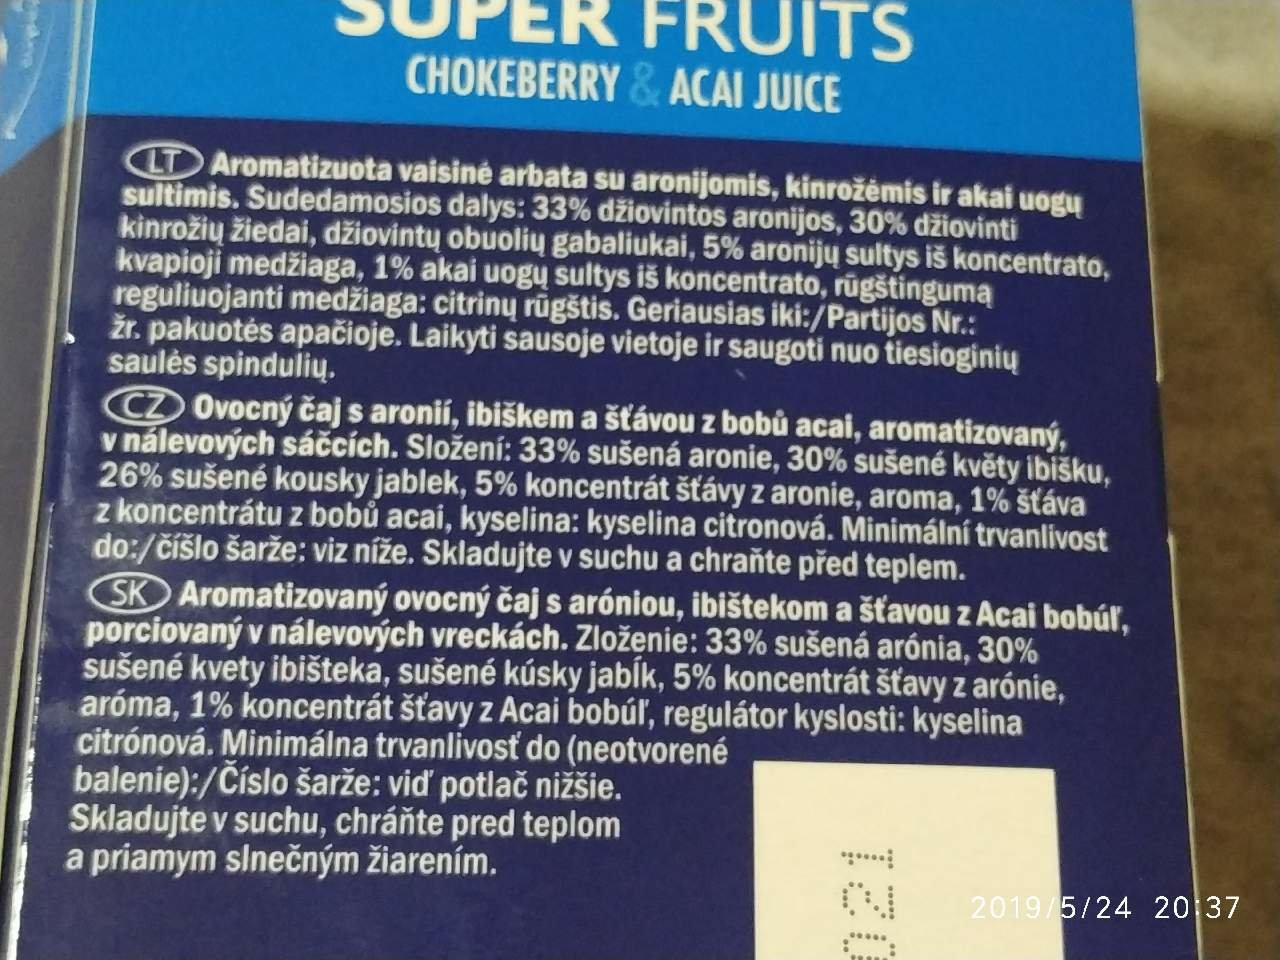 SUPER FRUITS
CHOKEBERRY & ACAI JUICE
LT Aromatizuota vaisinė arbata su aronijomis, kinrožėmis ir akai uogų
sultimis. Sudedamosios dalys: 33% džiovintos aronijos, 30% džiovinti
kinrožių žiedai, džiovintų obuolių gabaliukai, 5% aronijų sultys iš koncentrato,
kvapioji medžiaga, 1% akai uogų sultys iš koncentrato, rūgštingumą
reguliuojanti medžiaga: citrinų rūgštis. Geriausias iki:/Partijos Nr.:
žr. pakuotės apačioje. Laikyti sausoje vietoje ir saugoti nuo tiesioginių
saulės spindulių.
CZ Ovocný čaj s aronií, ibiškem a šťávou z bobů acai, aromatizovaný,
v nálevových sáčcích. Složení: 33% sušená aronie, 30% sušené květy ibišku,
26% sušené kousky jablek, 5% koncentrát šťávy z aronie, aroma, 1% šťáva
z koncentrátu z bobů acai, kyselina: kyselina citronová. Minimální trvanlivost
do:/číšlo šarže: viz níže. Skladujte v suchu a chraňte před teplem.
SK Aromatizovaný ovocný čaj s aróniou, ibištekom a šťavou z Acai bobúľ,
porciovaný v nálevových vreckách. Zloženie: 33% sušená arónia, 30%
sušené kvety ibišteka, sušené kúsky jabĺk, 5% koncentrát šťavy z arónie,
aróma, 1% koncentrát šťavy z Acai bobúľ, regulátor kyslosti: kyselina
citrónová. Minimálna trvanlivosť do (neotvorené
balenie):/Číslo šarže: viď potlač nižšie.
Skladujte v suchu, chráňte pred teplom
a priamym slnečným žiarením.
021
2019/5/24 20:37